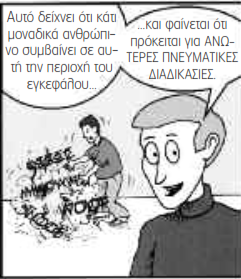 Αυτό δείχνει ότι κάτι
μοναδικά ανθρώπι-
νο συμβαίνει σε αυ-
τή την περιοχή του
εγκεφάλου...
...και φαίνεται ότι
πρόκειται για ΑΝΩ-
ΤΕΡΕΣ ΠΝΕΥΜΑΤΙΚΕΣ
ΔΙΑΔΙΚΑΣΙΕΣ.